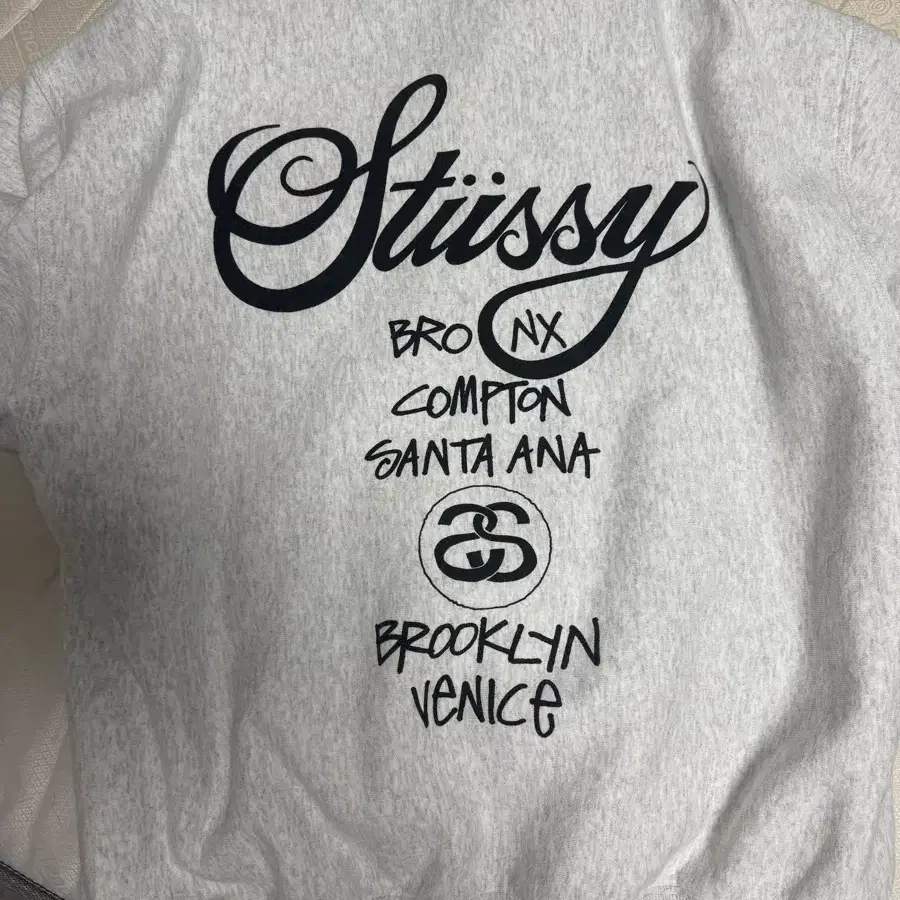 Stüssy
BRONX
COMPTON
SANTA ANA
SS
BROOKLYN
VENICE